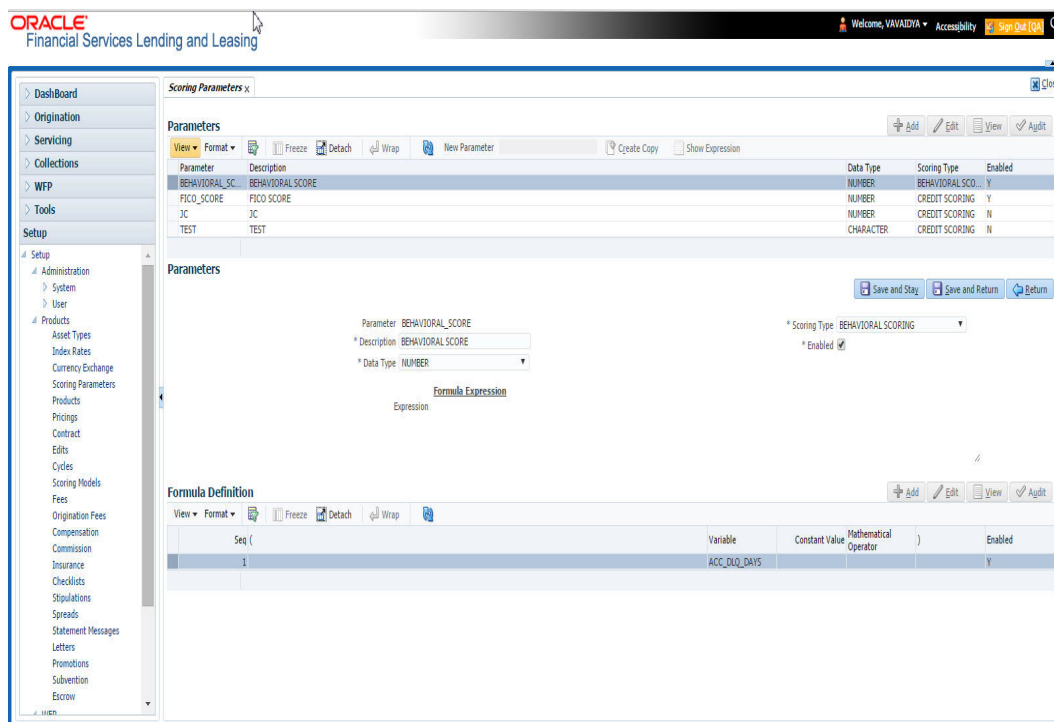 ORACLE
Financial Services Lending and Leasing
Welcome, VAVAIDYA Accessibility Sign Out [QA]
DashBoard
Origination
Servicing
Collections
WFP
Tools
Setup
Setup
Administration
System
User
Products
Asset Types
Index Rates
Currency Exchange
Scoring Parameters
Products
Pricings
Contract
Edits
Cycles
Scoring Models
Fees
Origination Fees
Compensation
Commission
Insurance
Checklists
Stipulations
Spreads
Statement Messages
Letters
Promotions
Subvention
Escrow
WFP
Scoring Parameters x
Clos
Parameters
Add Edit View Audit
View Format Freeze Detach Wrap New Parameter Create Copy Show Expression
Parameter Description Data Type Scoring Type Enabled
BEHAVIORAL_SC... BEHAVIORAL SCORE NUMBER BEHAVIORAL SCO... Y
FICO_SCORE FICO SCORE NUMBER CREDIT SCORING Y
JC JC NUMBER CREDIT SCORING N
TEST TEST CHARACTER CREDIT SCORING N
Parameters
Save and Stay Save and Return Return
Parameter BEHAVIORAL_SCORE
* Description BEHAVIORAL SCORE
* Data Type NUMBER
* Scoring Type BEHAVIORAL SCORING
* Enabled
Formula Expression
Expression
Formula Definition
Add Edit View Audit
View Format Freeze Detach Wrap
Seq ( Variable Constant Value Mathematical Operator ) Enabled
1 ACC_DLQ_DAYS Y